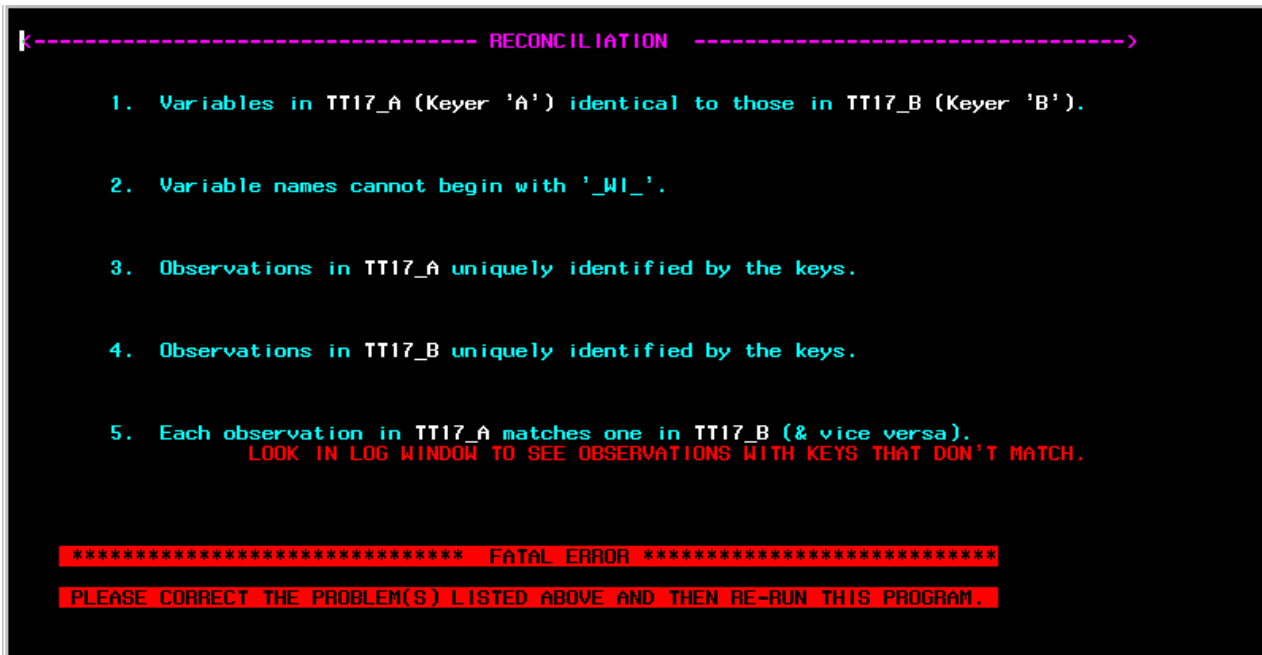 <----------------------------------- RECONCILIATION ---------------------------------->
1. Variables in TT17_A (Keyer 'A') identical to those in TT17_B (Keyer 'B').
2. Variable names cannot begin with '_WI_'.
3. Observations in TT17_A uniquely identified by the keys.
4. Observations in TT17_B uniquely identified by the keys.
5. Each observation in TT17_A matches one in TT17_B (& vice versa).
LOOK IN LOG WINDOW TO SEE OBSERVATIONS WITH KEYS THAT DON'T MATCH.
******************************* FATAL ERROR ****************************
PLEASE CORRECT THE PROBLEM(S) LISTED ABOVE AND THEN RE-RUN THIS PROGRAM.